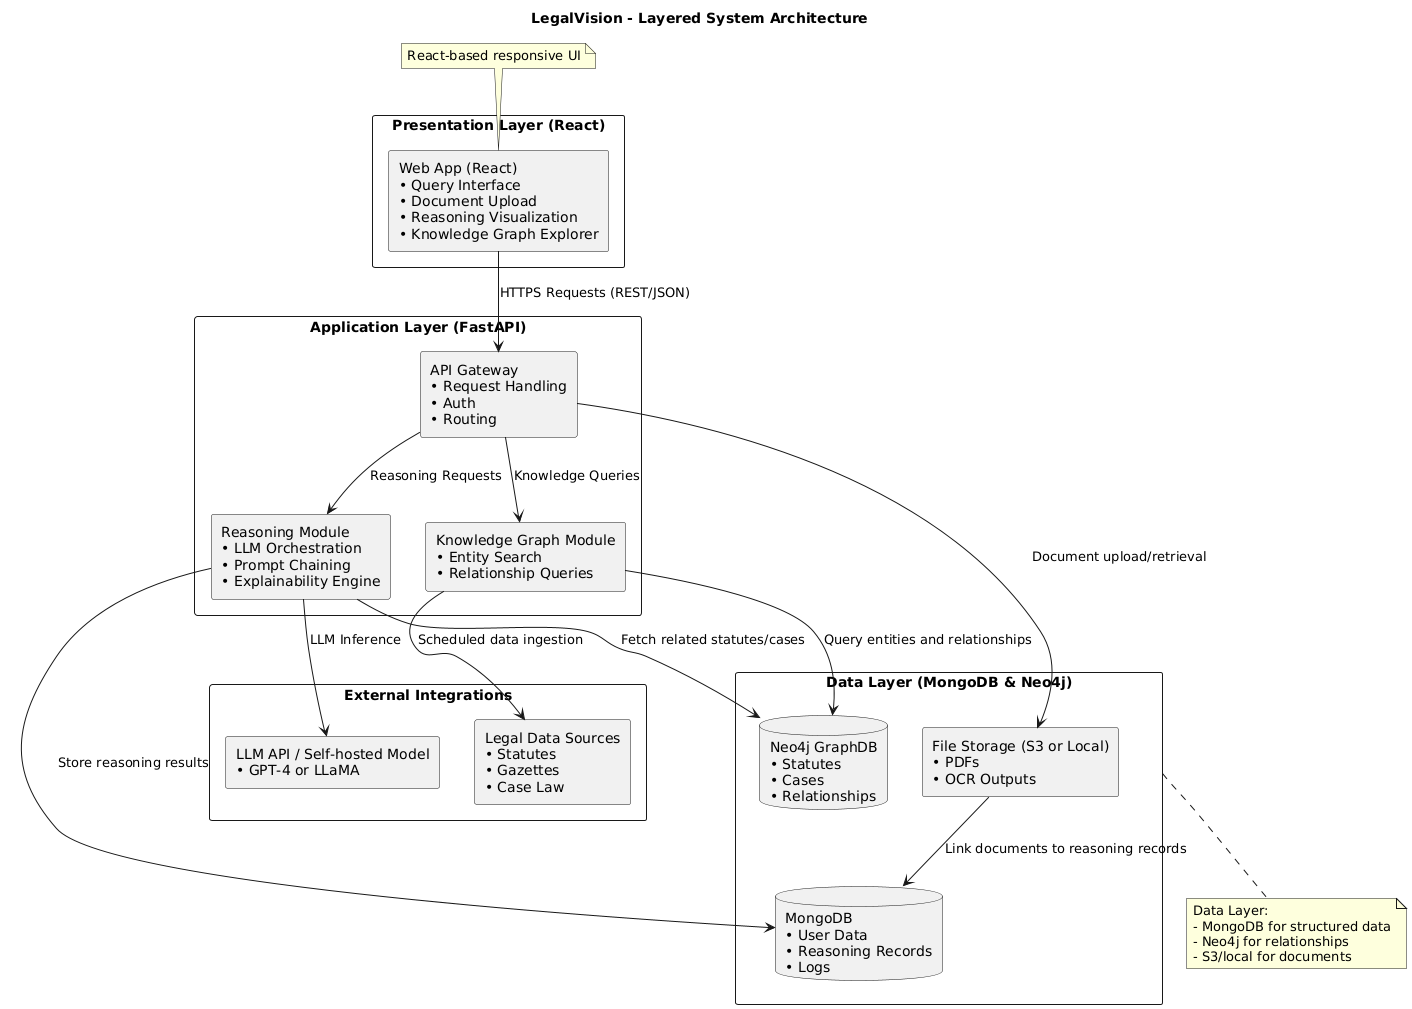 LegalVision - Layered System Architecture
React-based responsive UI
Presentation Layer (React)
Web App (React)
• Query Interface
• Document Upload
• Reasoning Visualization
• Knowledge Graph Explorer
HTTPS Requests (REST/JSON)
Application Layer (FastAPI)
API Gateway
• Request Handling
• Auth
• Routing
Reasoning Requests
Knowledge Queries
Reasoning Module
• LLM Orchestration
• Prompt Chaining
• Explainability Engine
Knowledge Graph Module
• Entity Search
• Relationship Queries
Document upload/retrieval
LLM Inference
Scheduled data ingestion
Fetch related statutes/cases
Query entities and relationships
External Integrations
LLM API / Self-hosted Model
• GPT-4 or LLaMA
Legal Data Sources
• Statutes
• Gazettes
• Case Law
Store reasoning results
Data Layer (MongoDB & Neo4j)
Neo4j GraphDB
• Statutes
• Cases
• Relationships
File Storage (S3 or Local)
• PDFs
• OCR Outputs
Link documents to reasoning records
MongoDB
• User Data
• Reasoning Records
• Logs
Data Layer:
- MongoDB for structured data
- Neo4j for relationships
- S3/local for documents